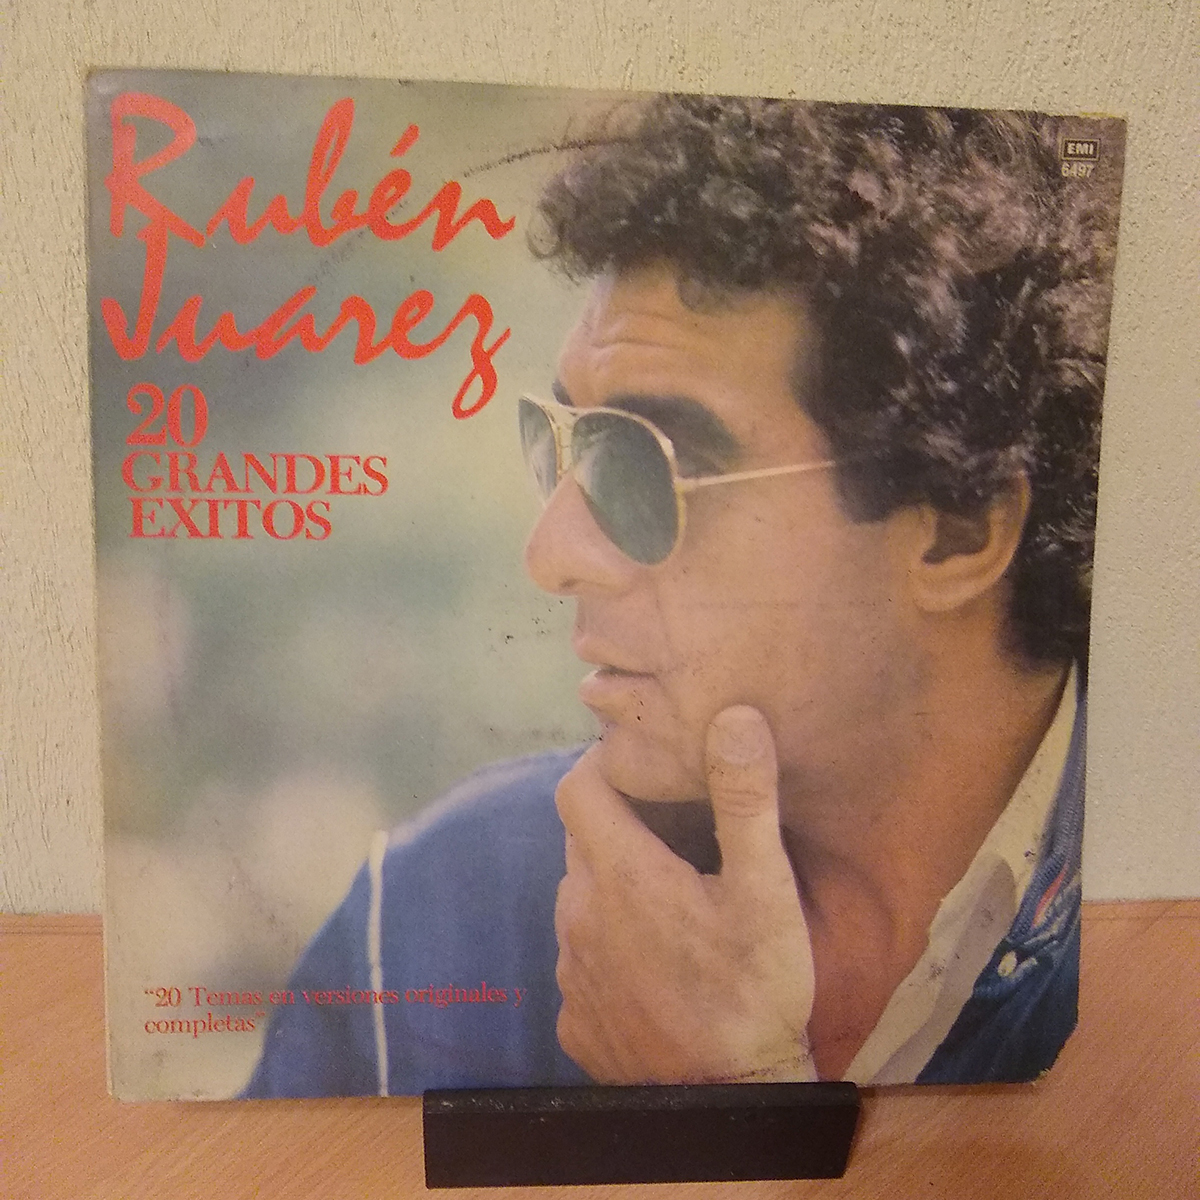 Rubén
Juarez
20
GRANDES
EXITOS
EMI
6497
"20 Temas en versiones originales y
completas"